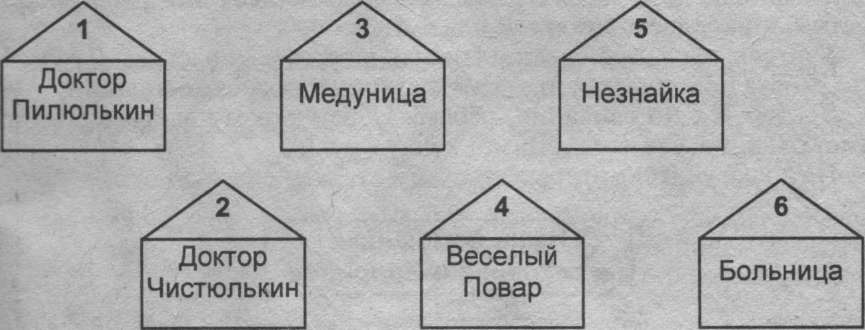 1
Доктор
Пилюлькин
3
Медуница
5
Незнайка
2
Доктор
Чистюлькин
4
Веселый
Повар
6
Больница